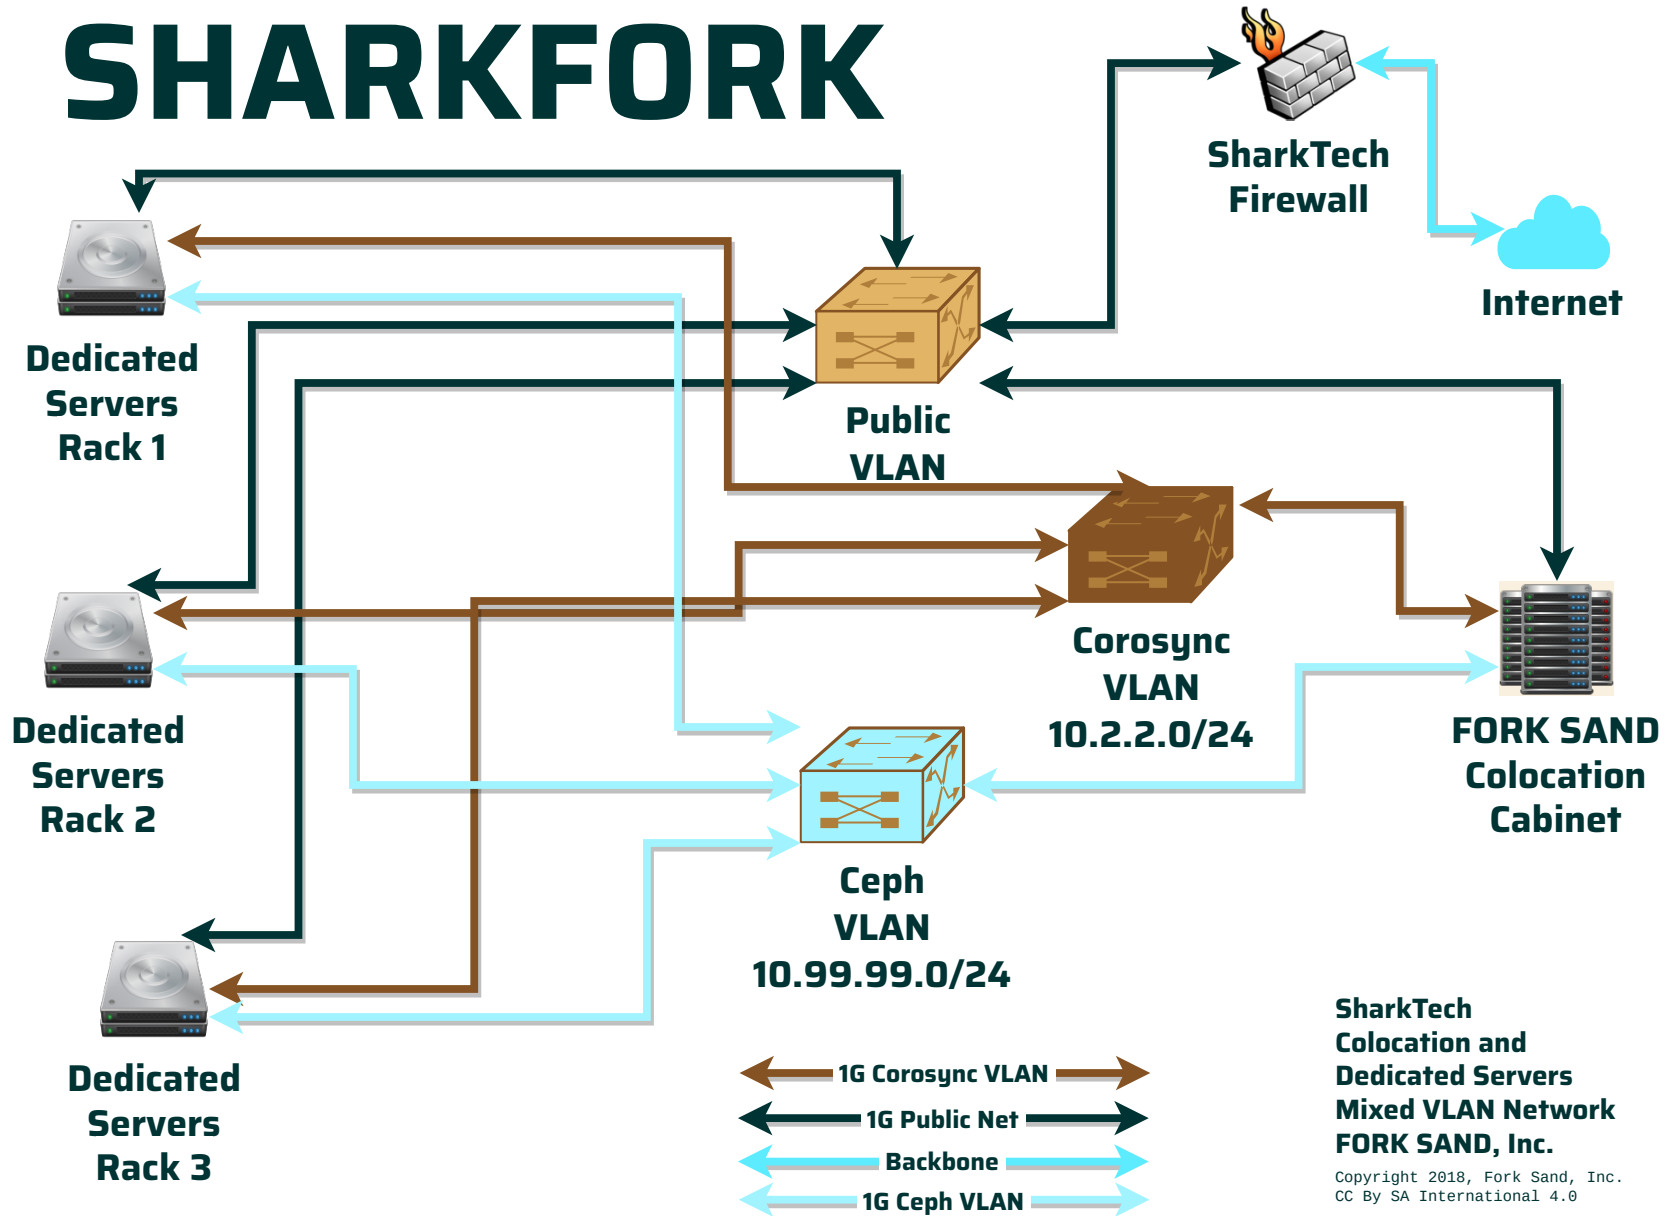 SHARKFORK
SharkTech
Firewall
Internet
Dedicated
Servers
Rack 1
Public
VLAN
Corosync
VLAN
10.2.2.0/24
Dedicated
Servers
Rack 2
FORK SAND
Colocation
Cabinet
Ceph
VLAN
10.99.99.0/24
Dedicated
Servers
Rack 3
1G Corosync VLAN
1G Public Net
Backbone
1G Ceph VLAN
SharkTech
Colocation and
Dedicated Servers
Mixed VLAN Network
FORK SAND, Inc.
Copyright 2018, Fork Sand, Inc.
CC By SA International 4.0